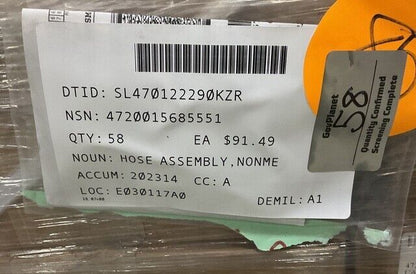 DTID: SL470122290KZR
NSN: 4720015685551
QTY: 58 EA $91.49
NOUN: HOSE ASSEMBLY,NONME
ACCUM: 202314 CC: A
LOC: E030117A0
DEMIL: A1
GovPlanet
58
Quantity Confirmed
Screening Complete